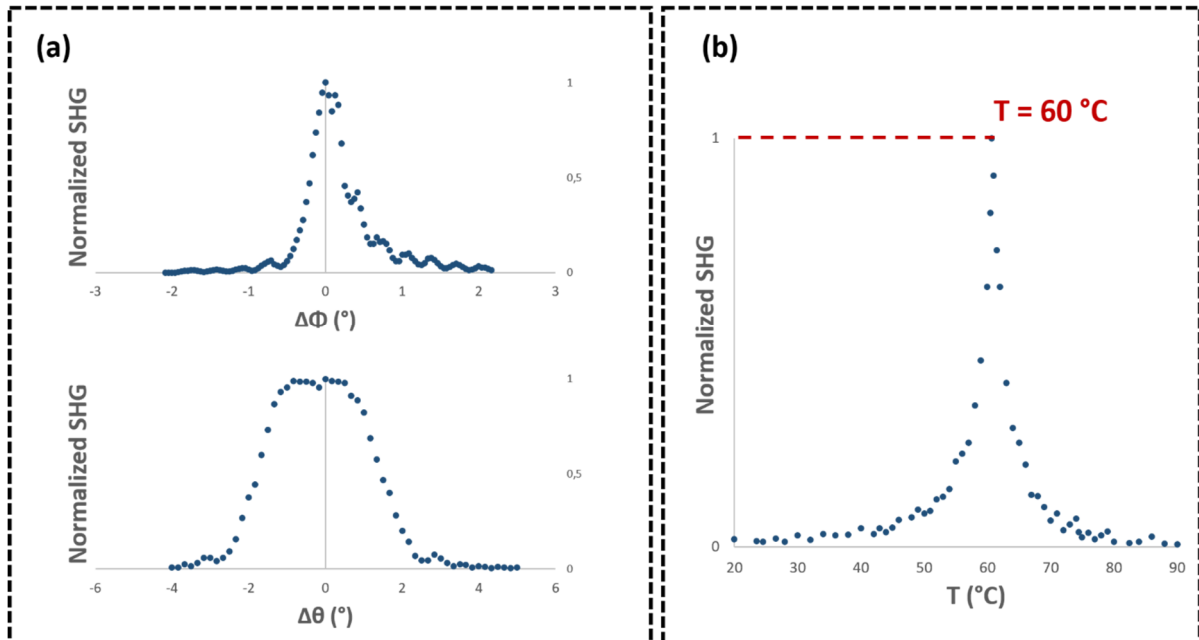 (a)
Normalized SHG
1
0,5
0
-3 -2 -1 0 1 2 3
ΔΦ (°)
Normalized SHG
1
0,5
0
-6 -4 -2 0 2 4 6
Δθ (°)
(b)
T = 60 °C
Normalized SHG
1
0
20 30 40 50 60 70 80 90
T (°C)